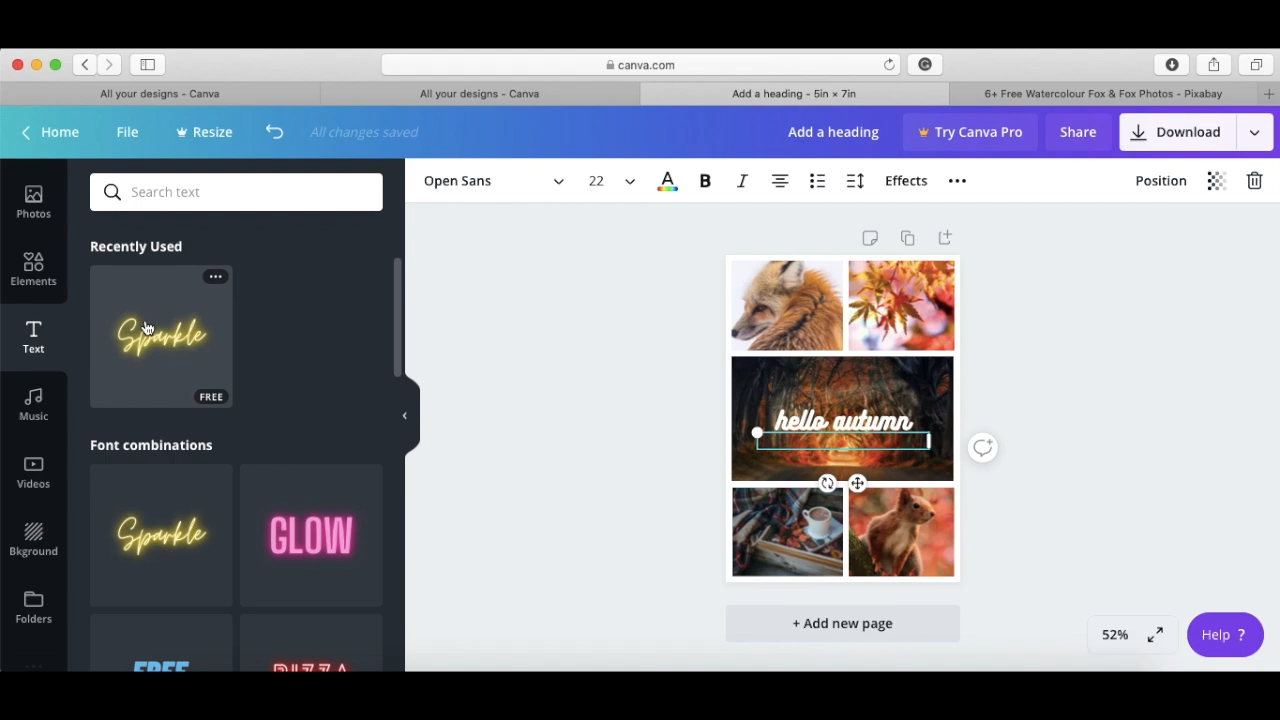 canva.com
All your designs - Canva
All your designs - Canva
Add a heading - 5in × 7in
6+ Free Watercolour Fox & Fox Photos - Pixabay
Home
File
Resize
All changes saved
Add a heading
Try Canva Pro
Share
Download
Photos
Elements
Text
Music
Videos
Bkground
Folders
Search text
Recently Used
Sparkle
FREE
Font combinations
Sparkle
GLOW
FREE
PIZZA
Open Sans
22
A
B
I
Effects
Position
hello autumn
+ Add new page
52%
Help ?